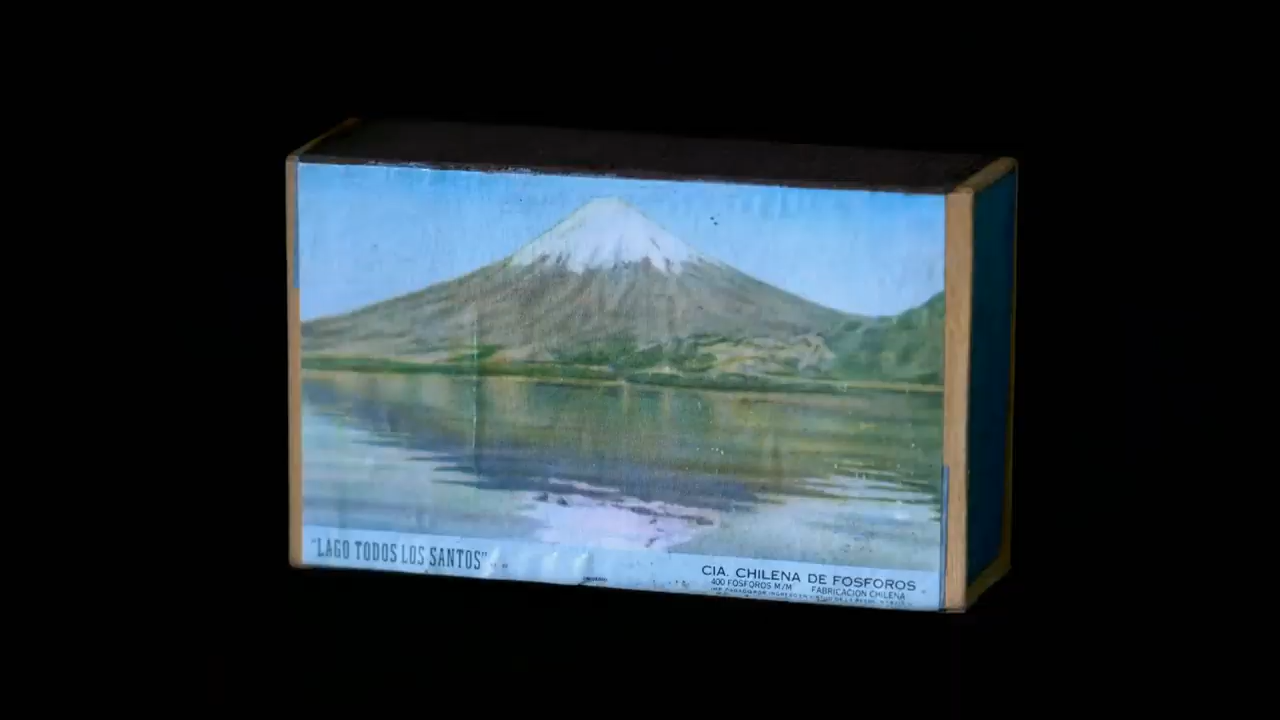 "LAGO TODOS LOS SANTOS"
CIA. CHILENA DE FOSFOROS
400 FOSFOROS M/M FABRICACION CHILENA